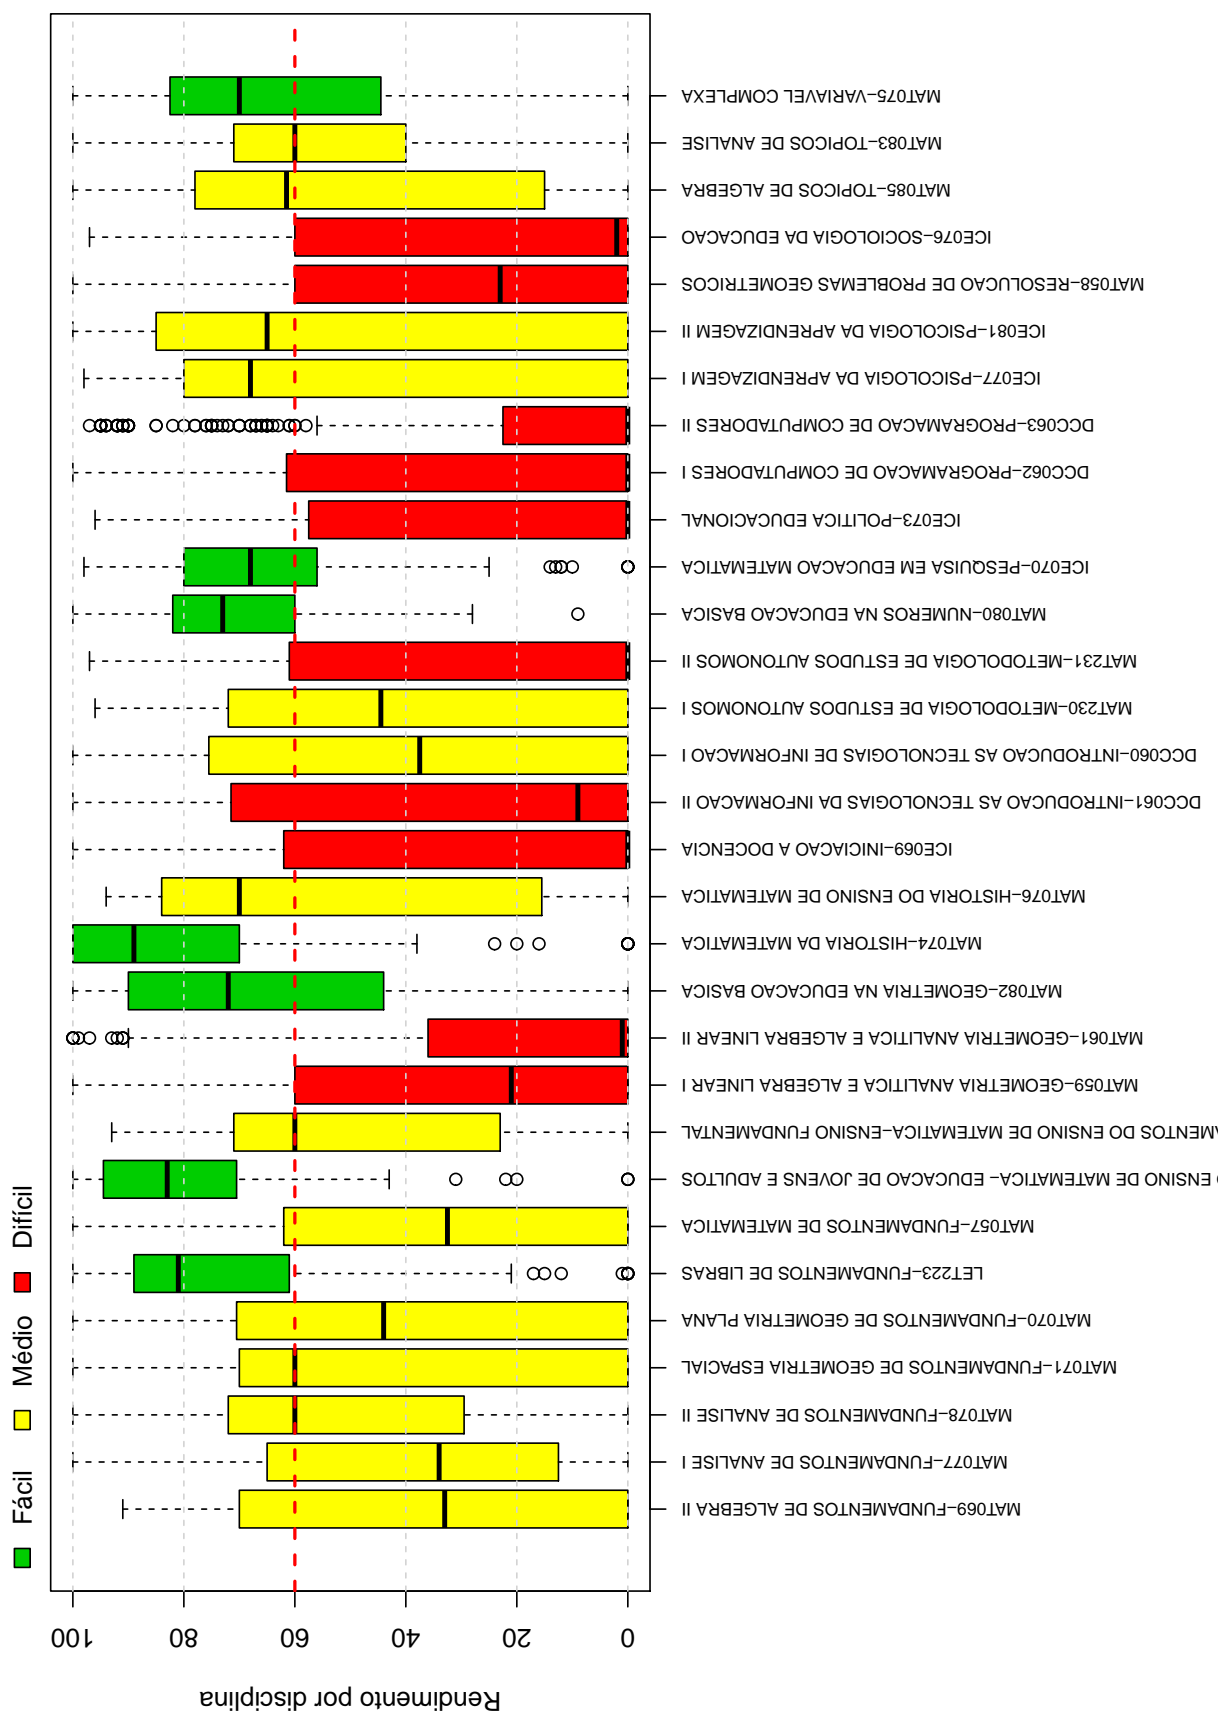 Fácil
Médio
Difícil
Rendimento por disciplina
0
20
40
60
80
100
MAT069−FUNDAMENTOS DE ALGEBRA II
MAT077−FUNDAMENTOS DE ANALISE I
MAT078−FUNDAMENTOS DE ANALISE II
MAT071−FUNDAMENTOS DE GEOMETRIA ESPACIAL
MAT070−FUNDAMENTOS DE GEOMETRIA PLANA
LET223−FUNDAMENTOS DE LIBRAS
MAT057−FUNDAMENTOS DE MATEMATICA
ENSINO DE MATEMATICA− EDUCACAO DE JOVENS E ADULTOS
AMENTOS DO ENSINO DE MATEMATICA−ENSINO FUNDAMENTAL
MAT059−GEOMETRIA ANALITICA E ALGEBRA LINEAR I
MAT061−GEOMETRIA ANALITICA E ALGEBRA LINEAR II
MAT082−GEOMETRIA NA EDUCACAO BASICA
MAT074−HISTORIA DA MATEMATICA
MAT076−HISTORIA DO ENSINO DE MATEMATICA
ICE069−INICIACAO A DOCENCIA
DCC061−INTRODUCAO AS TECNOLOGIAS DA INFORMACAO II
DCC060−INTRODUCAO AS TECNOLOGIAS DE INFORMACAO I
MAT230−METODOLOGIA DE ESTUDOS AUTONOMOS I
MAT231−METODOLOGIA DE ESTUDOS AUTONOMOS II
MAT080−NUMEROS NA EDUCACAO BASICA
ICE070−PESQUISA EM EDUCACAO MATEMATICA
ICE073−POLITICA EDUCACIONAL
DCC062−PROGRAMACAO DE COMPUTADORES I
DCC063−PROGRAMACAO DE COMPUTADORES II
ICE077−PSICOLOGIA DA APRENDIZAGEM I
ICE081−PSICOLOGIA DA APRENDIZAGEM II
MAT058−RESOLUCAO DE PROBLEMAS GEOMETRICOS
ICE076−SOCIOLOGIA DA EDUCACAO
MAT085−TOPICOS DE ALGEBRA
MAT083−TOPICOS DE ANALISE
MAT075−VARIAVEL COMPLEXA